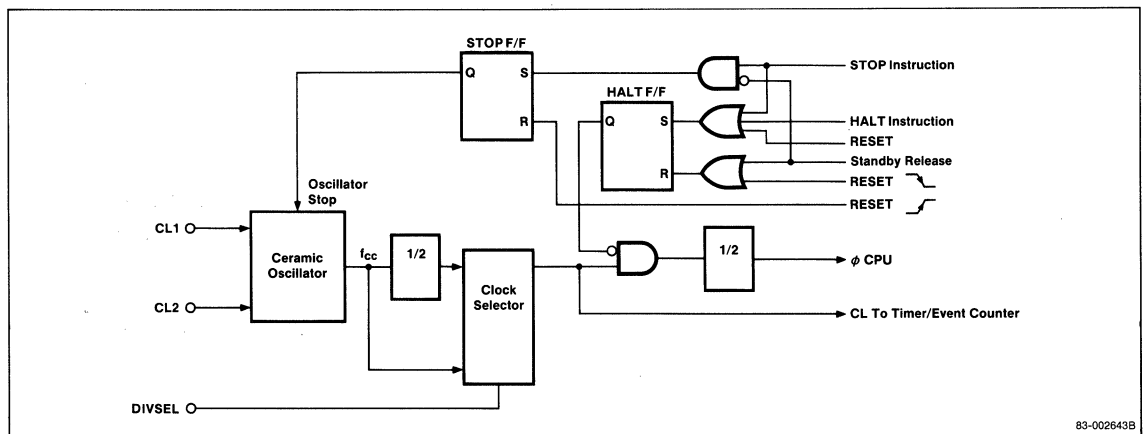 STOP F/F
Q S
R
STOP Instruction
HALT F/F
Q S
R
HALT Instruction
RESET
Standby Release
RESET
RESET
Oscillator
Stop
CL1
CL2
Ceramic
Oscillator
fcc
1/2
Clock
Selector
1/2
ϕ CPU
CL To Timer/Event Counter
DIVSEL
83-002643B